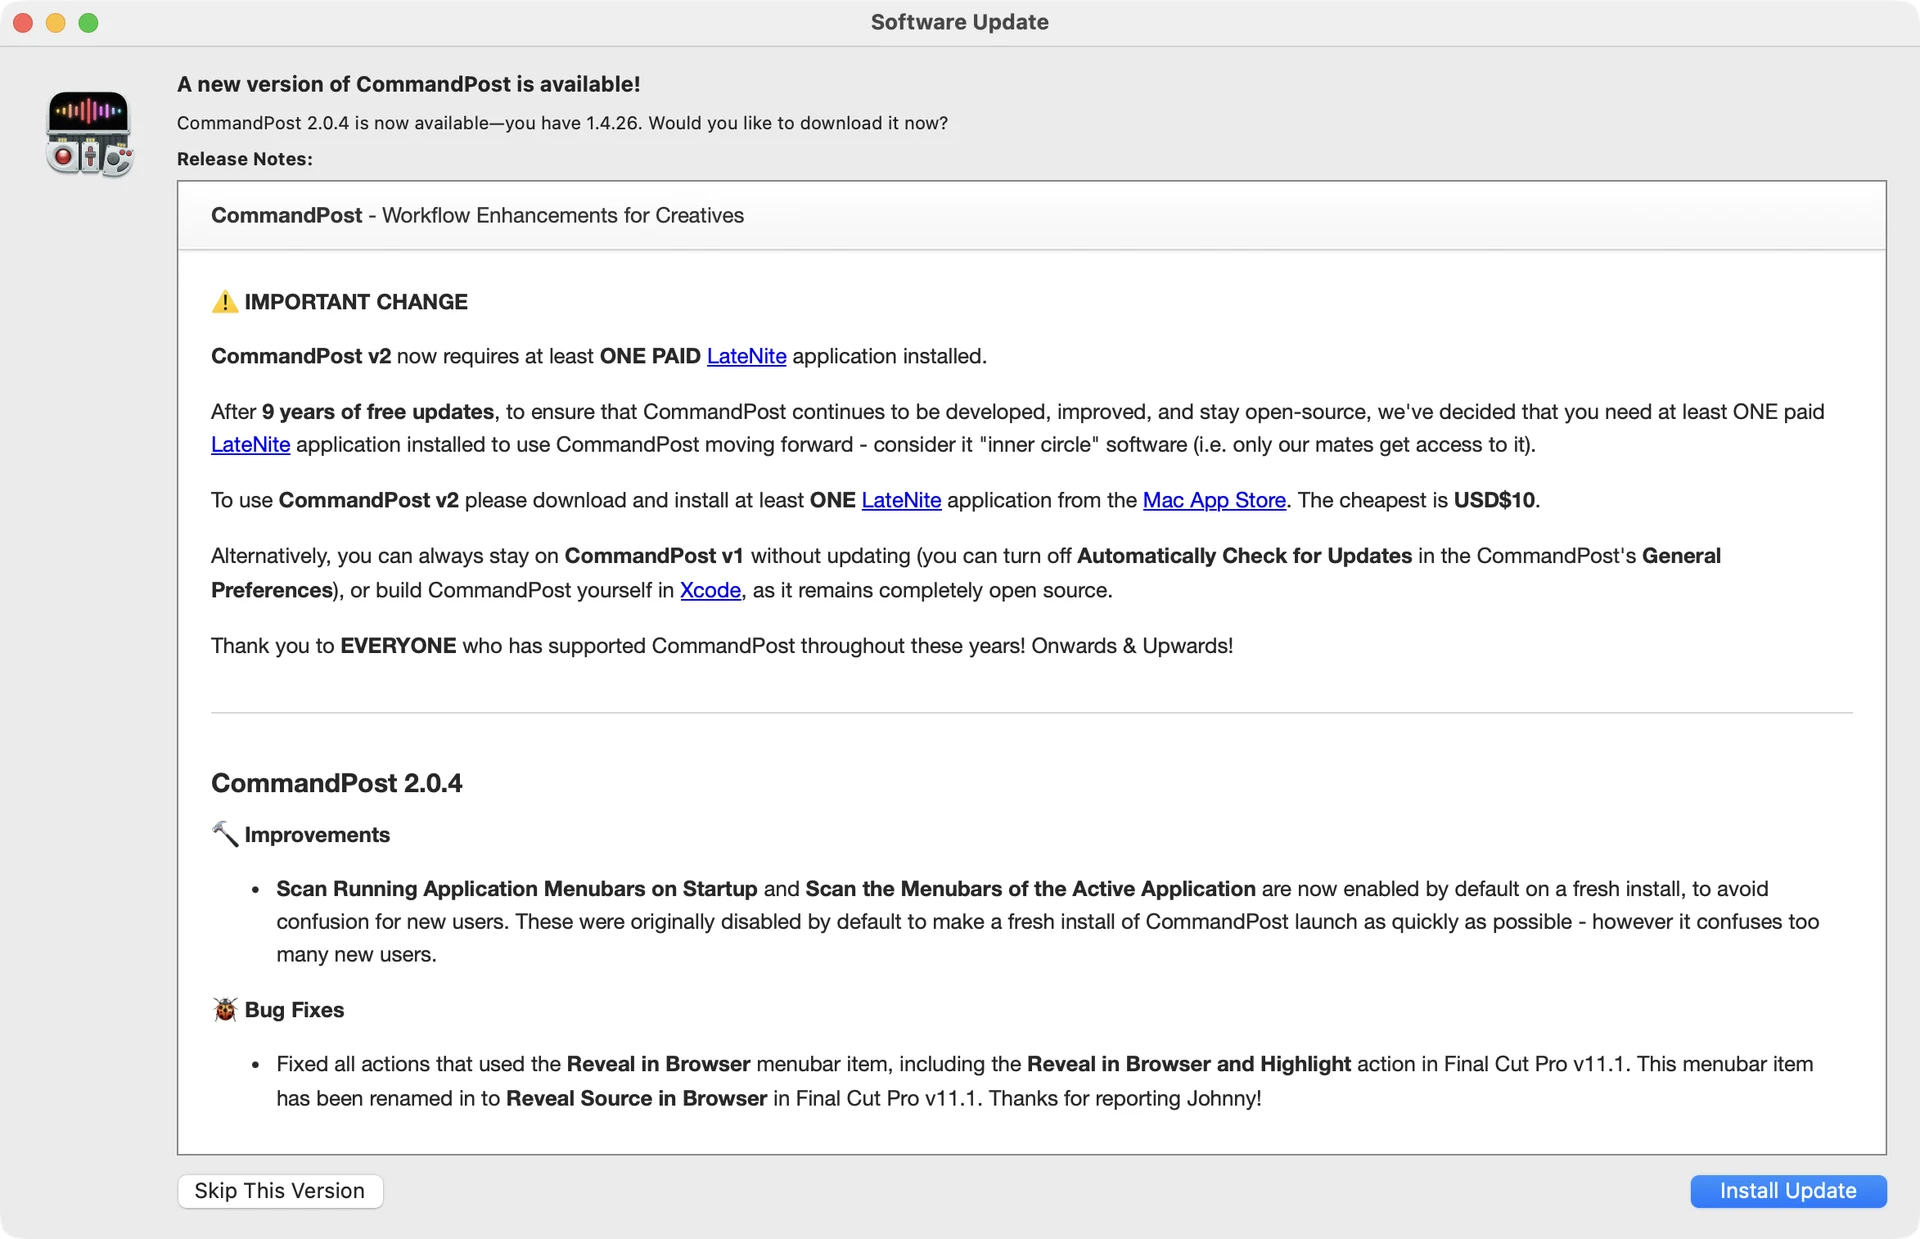 Software Update
A new version of CommandPost is available!
CommandPost 2.0.4 is now available—you have 1.4.26. Would you like to download it now?
Release Notes:
CommandPost - Workflow Enhancements for Creatives
⚠️ IMPORTANT CHANGE
CommandPost v2 now requires at least ONE PAID LateNite application installed.
After 9 years of free updates, to ensure that CommandPost continues to be developed, improved, and stay open-source, we've decided that you need at least ONE paid
LateNite application installed to use CommandPost moving forward - consider it "inner circle" software (i.e. only our mates get access to it).
To use CommandPost v2 please download and install at least ONE LateNite application from the Mac App Store. The cheapest is USD$10.
Alternatively, you can always stay on CommandPost v1 without updating (you can turn off Automatically Check for Updates in the CommandPost's General
Preferences), or build CommandPost yourself in Xcode, as it remains completely open source.
Thank you to EVERYONE who has supported CommandPost throughout these years! Onwards & Upwards!
CommandPost 2.0.4
🔨 Improvements
• Scan Running Application Menubars on Startup and Scan the Menubars of the Active Application are now enabled by default on a fresh install, to avoid
confusion for new users. These were originally disabled by default to make a fresh install of CommandPost launch as quickly as possible - however it confuses too
many new users.
🐞 Bug Fixes
• Fixed all actions that used the Reveal in Browser menubar item, including the Reveal in Browser and Highlight action in Final Cut Pro v11.1. This menubar item
has been renamed in to Reveal Source in Browser in Final Cut Pro v11.1. Thanks for reporting Johnny!
Skip This Version
Install Update